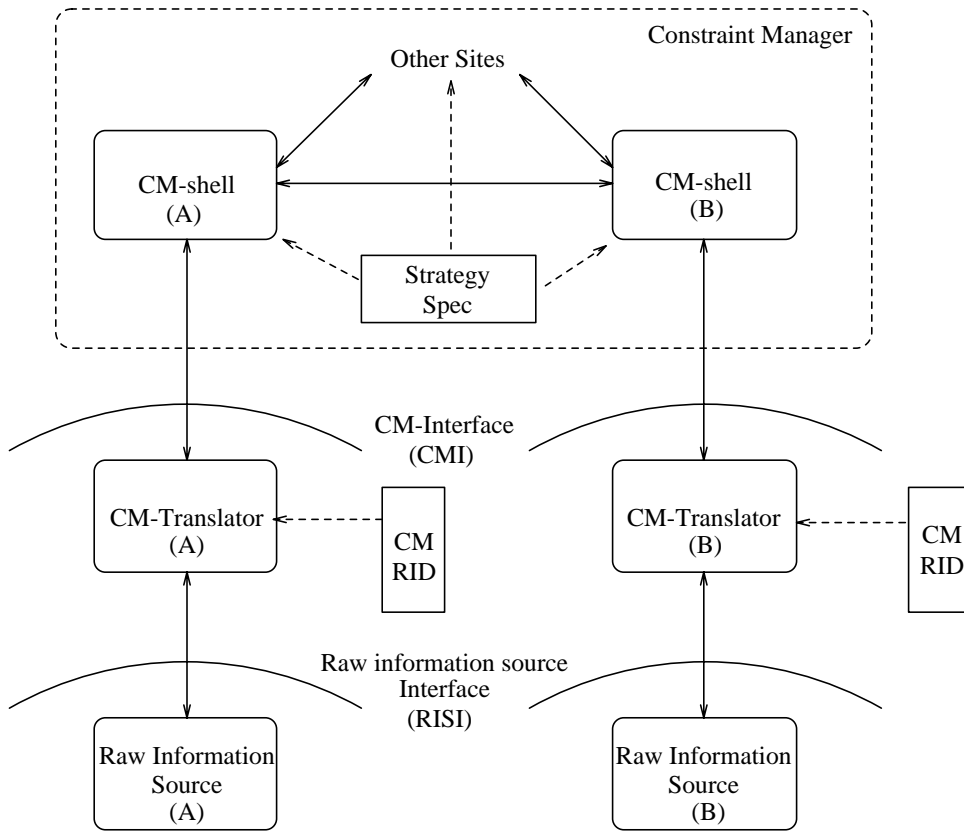 Constraint Manager
Other Sites
CM-shell
(A)
CM-shell
(B)
Strategy
Spec
CM-Interface
(CMI)
CM-Translator
(A)
CM
RID
CM-Translator
(B)
CM
RID
Raw information source
Interface
(RISI)
Raw Information
Source
(A)
Raw Information
Source
(B)